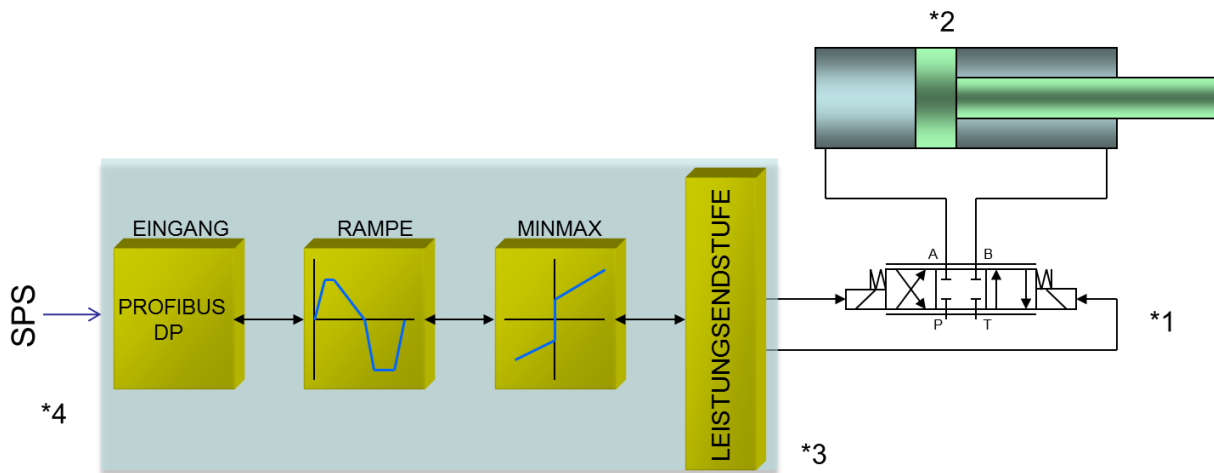 *2
EINGANG
RAMPE
MINMAX
LEISTUNGSENDSTUFE
A
B
SPS
PROFIBUS
DP
P
T
*1
*4
*3